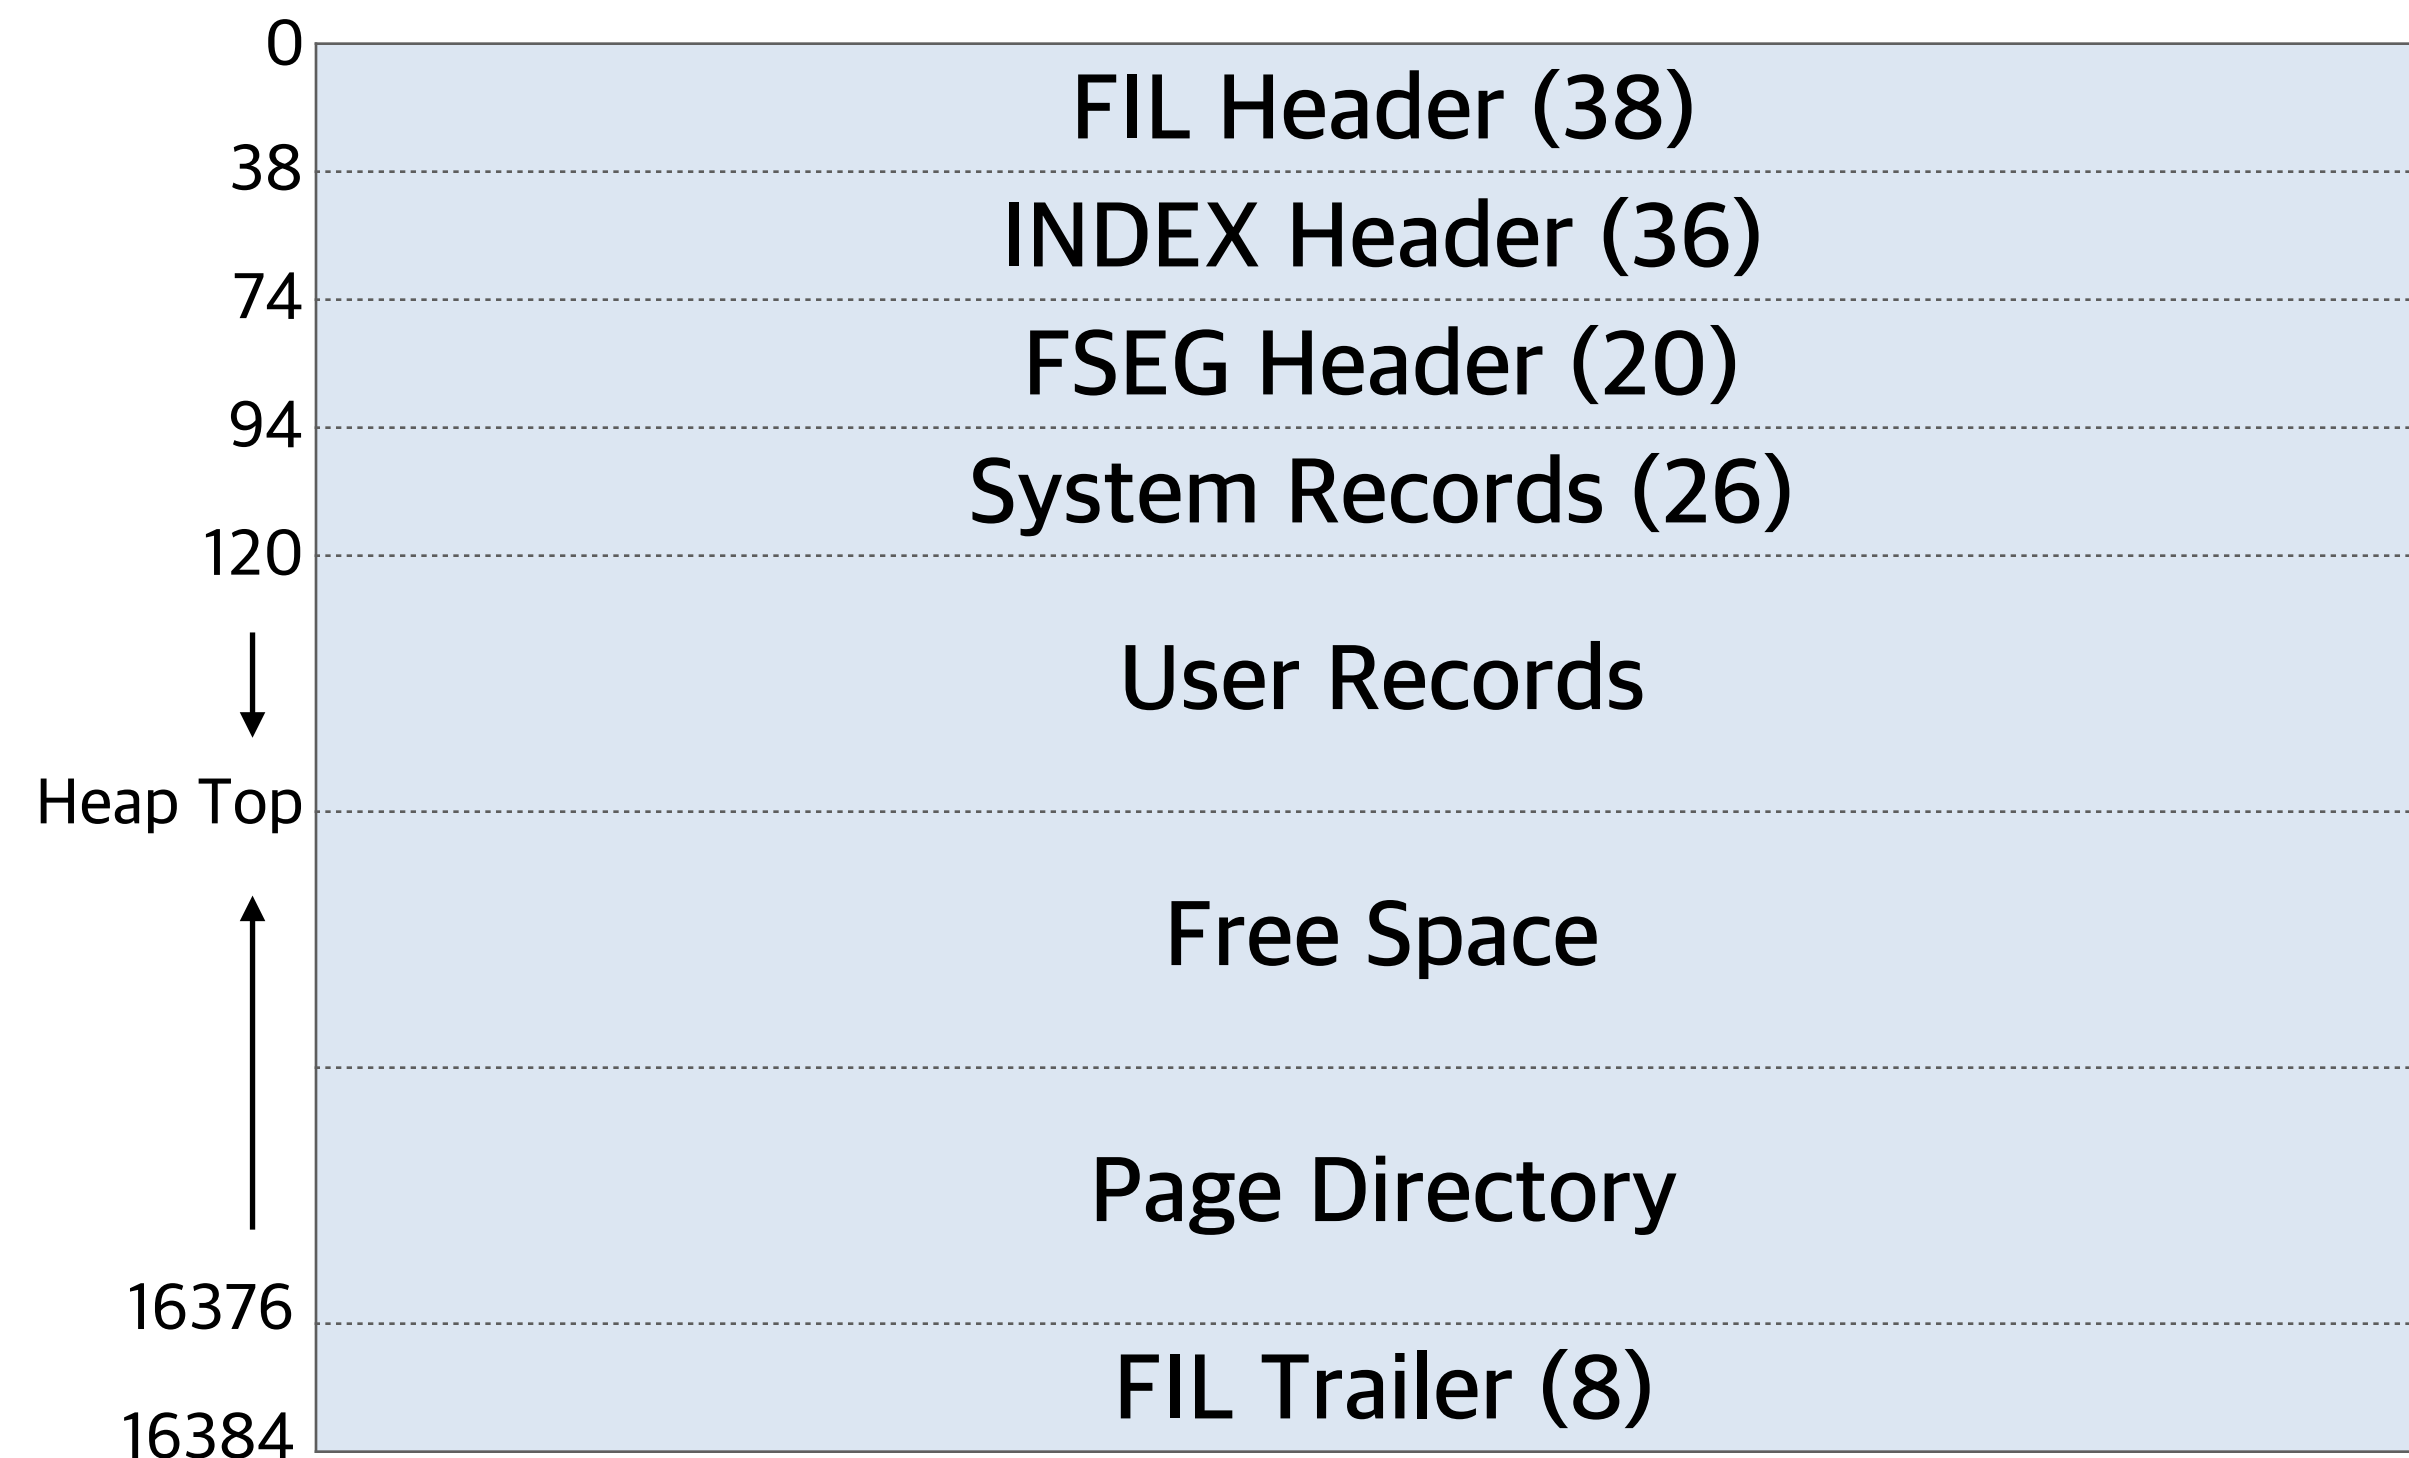 0
FIL Header (38)
38
INDEX Header (36)
74
FSEG Header (20)
94
System Records (26)
120
User Records
Heap Top
Free Space
Page Directory
16376
FIL Trailer (8)
16384